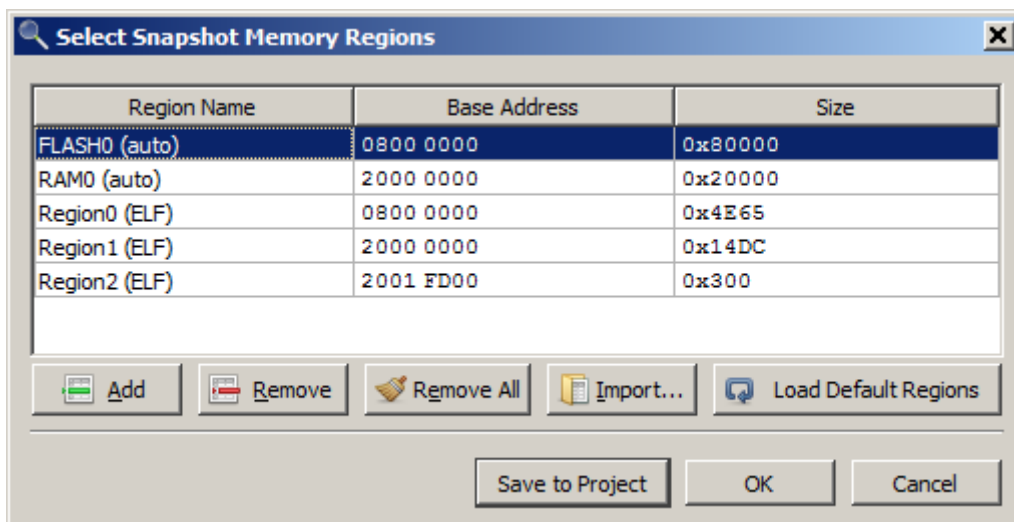 Select Snapshot Memory Regions
Region Name Base Address Size
FLASH0 (auto) 0800 0000 0x80000
RAM0 (auto) 2000 0000 0x20000
Region0 (ELF) 0800 0000 0x4E65
Region1 (ELF) 2000 0000 0x14DC
Region2 (ELF) 2001 FD00 0x300
Add Remove Remove All Import... Load Default Regions
Save to Project OK Cancel